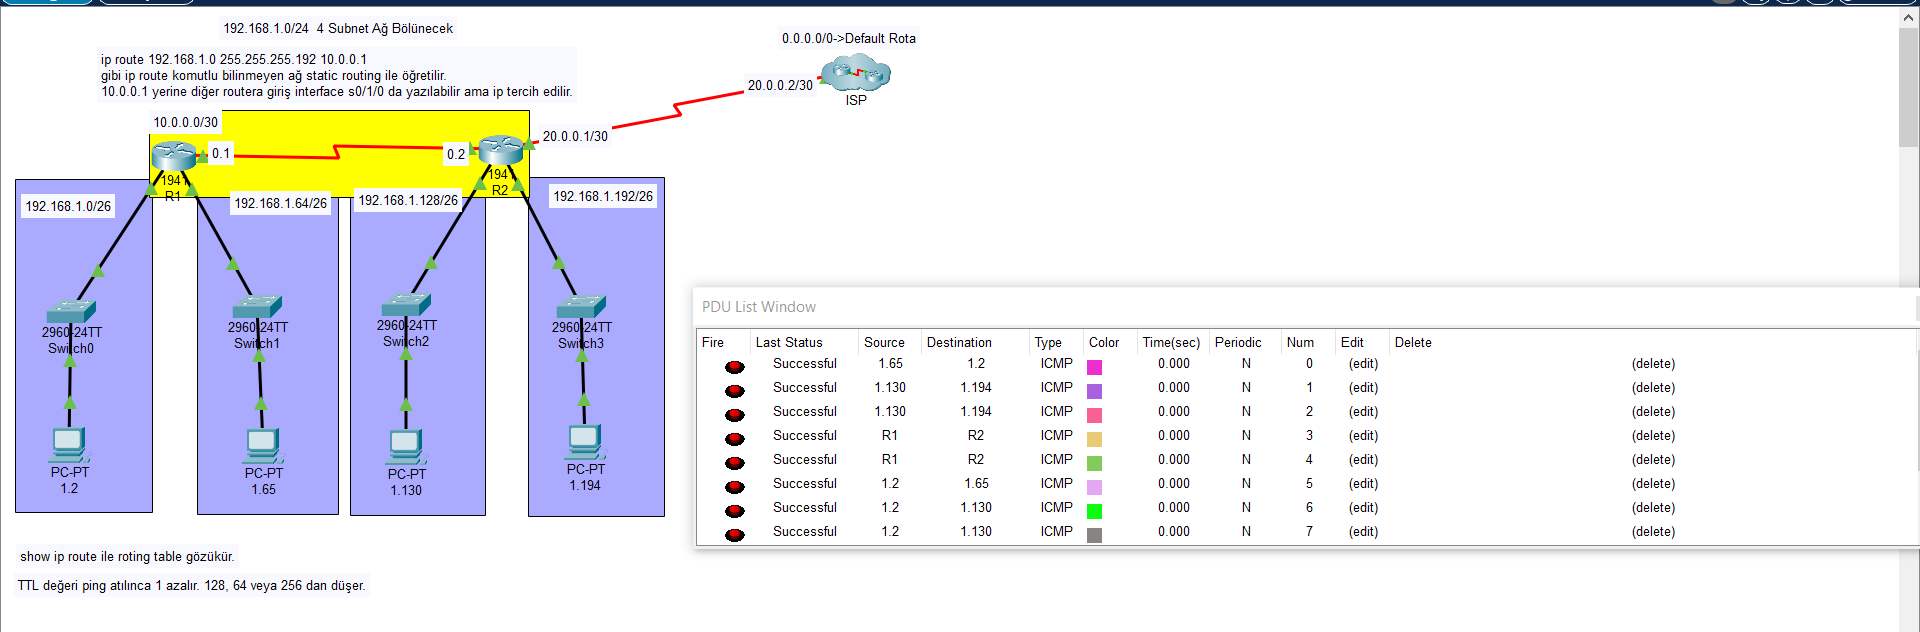 192.168.1.0/24  4 Subnet Ağ Bölünecek
0.0.0.0/0->Default Rota
ip route 192.168.1.0 255.255.255.192 10.0.0.1
gibi ip route komutlu bilinmeyen ağ static routing ile öğretilir.
10.0.0.1 yerine diğer routera giriş interface s0/1/0 da yazılabilir ama ip tercih edilir.
20.0.0.2/30
ISP
10.0.0.0/30
20.0.0.1/30
0.1
0.2
1941
R1
1941
R2
192.168.1.0/26
192.168.1.64/26
192.168.1.128/26
192.168.1.192/26
2960-24TT
Switch0
2960-24TT
Switch1
2960-24TT
Switch2
2960-24TT
Switch3
PC-PT
1.2
PC-PT
1.65
PC-PT
1.130
PC-PT
1.194
show ip route ile roting table gözükür.
TTL değeri ping atılınca 1 azalır. 128, 64 veya 256 dan düşer.
PDU List Window
Fire Last Status Source Destination Type Color Time(sec) Periodic Num Edit Delete
Successful 1.65 1.2 ICMP 0.000 N 0 (edit) (delete)
Successful 1.130 1.194 ICMP 0.000 N 1 (edit) (delete)
Successful 1.130 1.194 ICMP 0.000 N 2 (edit) (delete)
Successful R1 R2 ICMP 0.000 N 3 (edit) (delete)
Successful R1 R2 ICMP 0.000 N 4 (edit) (delete)
Successful 1.2 1.65 ICMP 0.000 N 5 (edit) (delete)
Successful 1.2 1.130 ICMP 0.000 N 6 (edit) (delete)
Successful 1.2 1.130 ICMP 0.000 N 7 (edit) (delete)